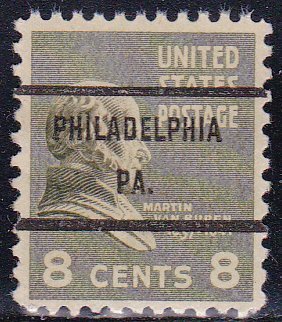 UNITED
STATES
POSTAGE
PHILADELPHIA
PA.
MARTIN
VAN BUREN
8 CENTS 8